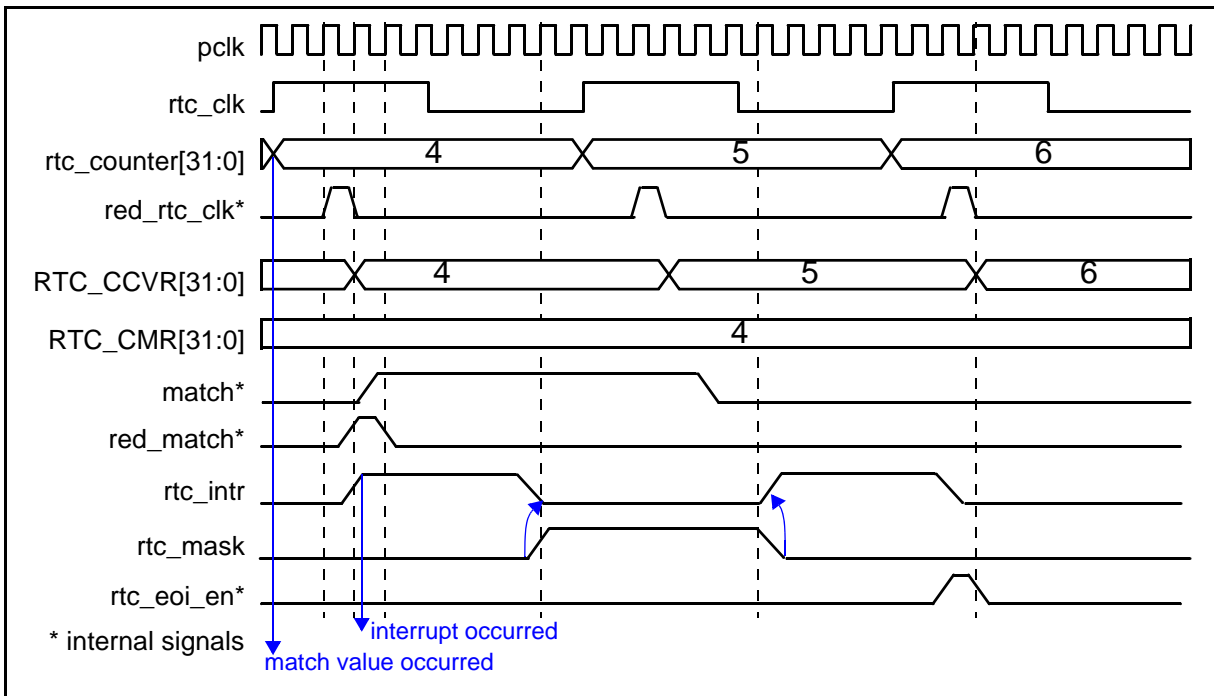 pclk
rtc_clk
rtc_counter[31:0] 4 5 6
red_rtc_clk*
RTC_CCVR[31:0] 4 5 6
RTC_CMR[31:0] 4
match*
red_match*
rtc_intr
rtc_mask
rtc_eoi_en*
interrupt occurred
* internal signals
match value occurred